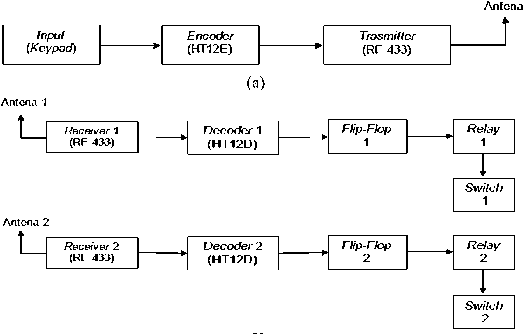 Antena
Input Encoder Trasmitter
(Keypad) (HT12E) (RF 433)
(a)
Antena 1
Receiver 1 Decoder 1 Flip-Flop Relay
(RF 433) (HT12D) 1 1
Switch
1
Antena 2
Receiver 2 Decoder 2 Flip-Flop Relay
(RF 433) (HT12D) 2 2
Switch
2